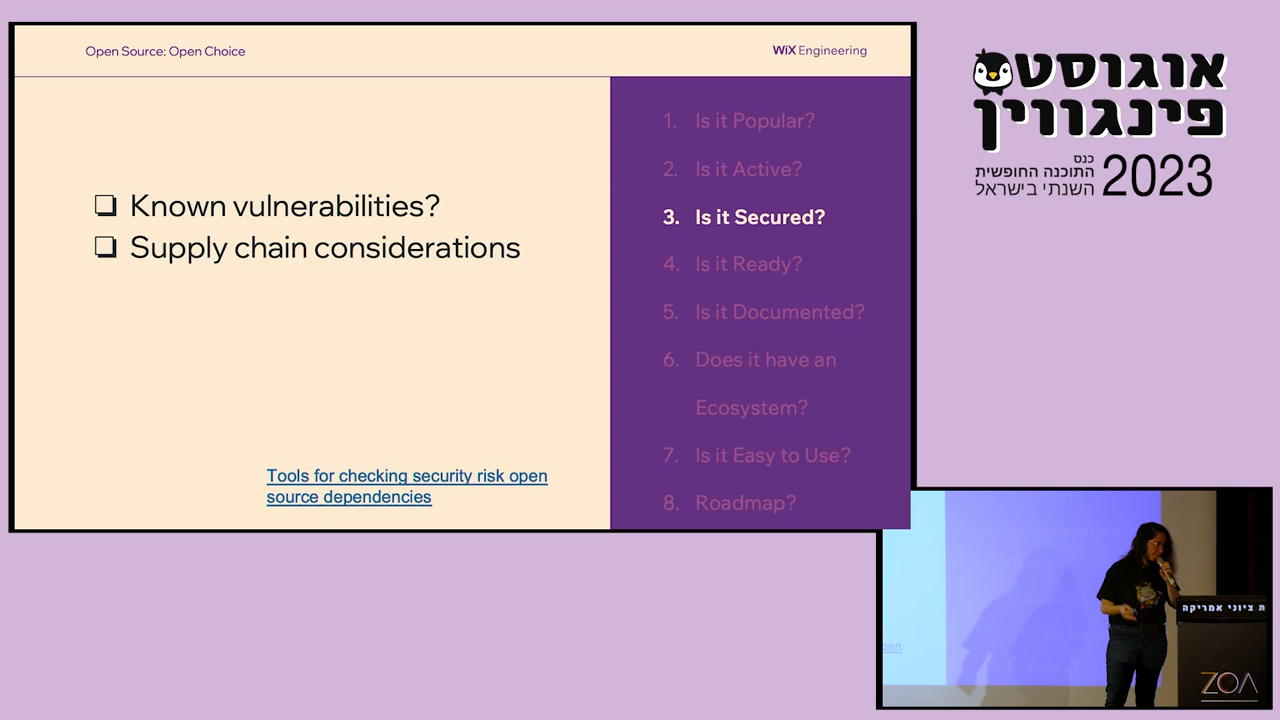 Open Source: Open Choice
WiX Engineering
❏ Known vulnerabilities?
❏ Supply chain considerations
Tools for checking security risk open
source dependencies
1. Is it Popular?
2. Is it Active?
3. Is it Secured?
4. Is it Ready?
5. Is it Documented?
6. Does it have an
Ecosystem?
7. Is it Easy to Use?
8. Roadmap?
אוגוסט
פינגווין
כנס
התוכנה החופשית
השנתי בישראל
2023
ת ציוני אמריקה
ZOA